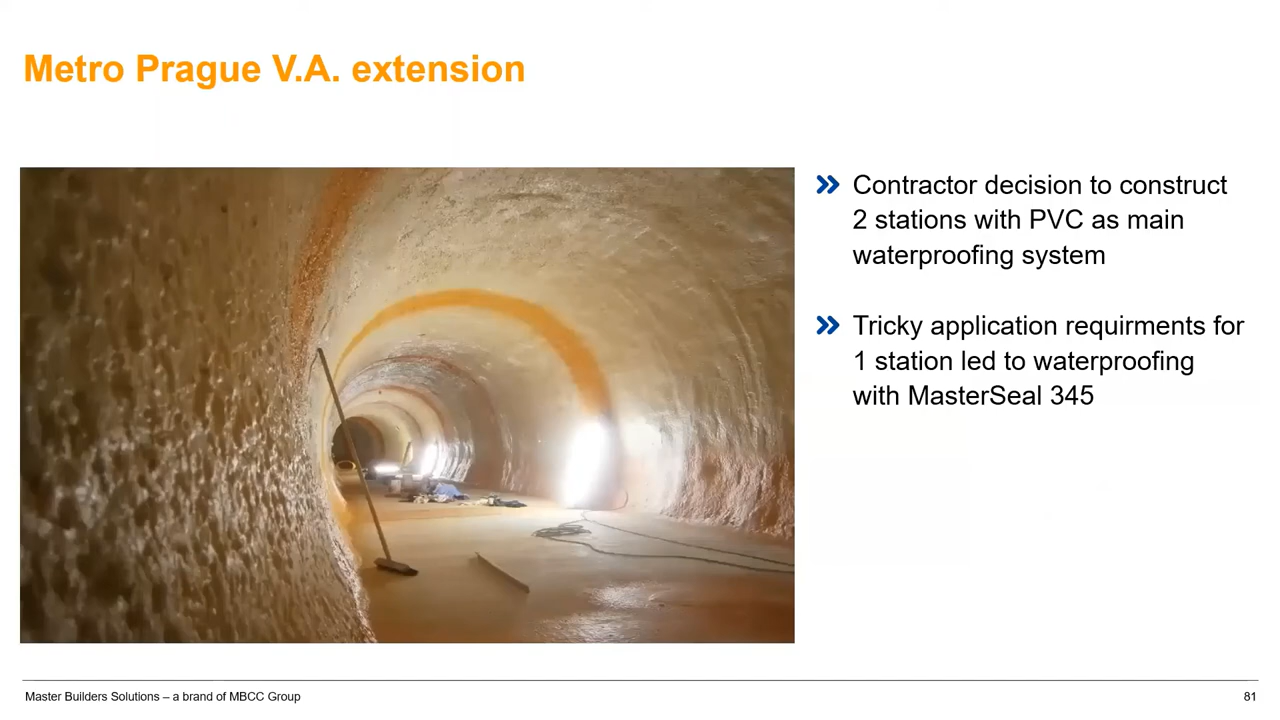 Metro Prague V.A. extension
Contractor decision to construct
2 stations with PVC as main
waterproofing system
Tricky application requirments for
1 station led to waterproofing
with MasterSeal 345
Master Builders Solutions – a brand of MBCC Group
81